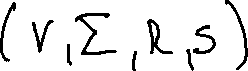 (V, Σ, R, S)